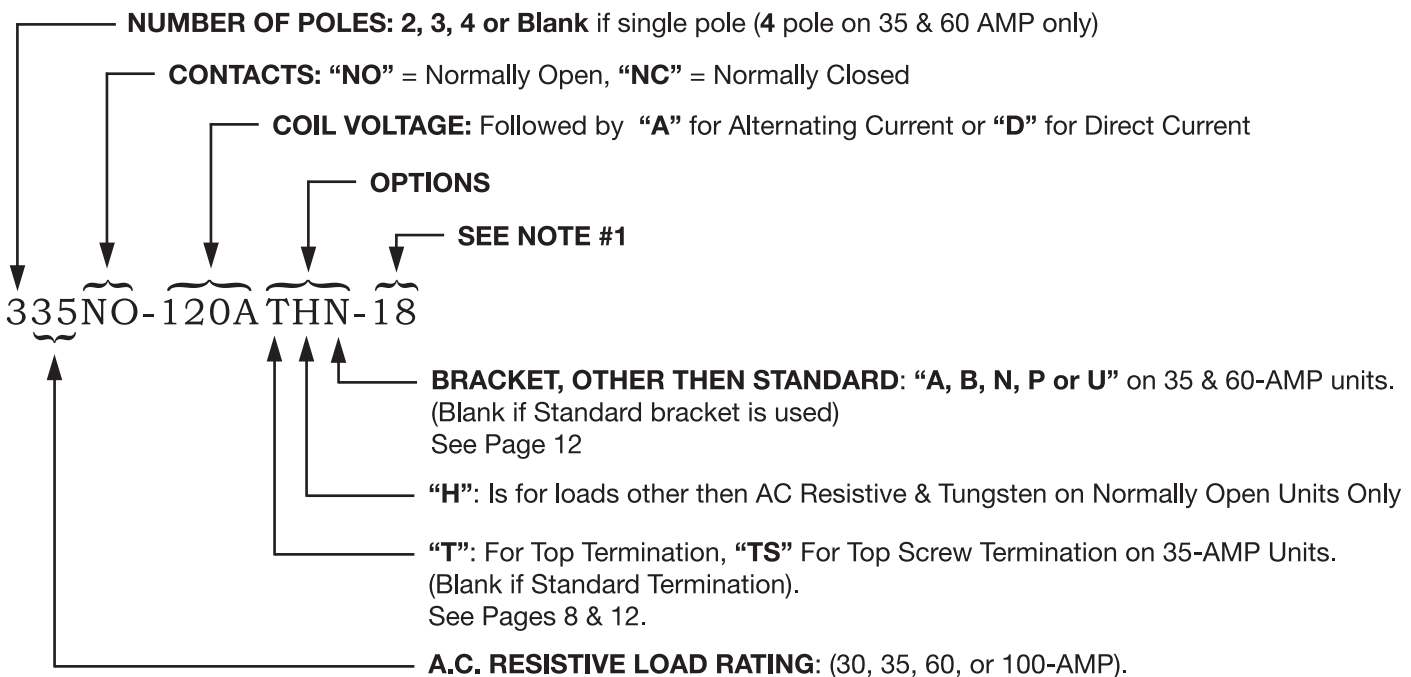 NUMBER OF POLES: 2, 3, 4 or Blank if single pole (4 pole on 35 & 60 AMP only)
CONTACTS: “NO” = Normally Open, “NC” = Normally Closed
COIL VOLTAGE: Followed by “A” for Alternating Current or “D” for Direct Current
OPTIONS
SEE NOTE #1
335NO-120ATHN-18
BRACKET, OTHER THEN STANDARD: “A, B, N, P or U” on 35 & 60-AMP units.
(Blank if Standard bracket is used)
See Page 12
“H”: Is for loads other then AC Resistive & Tungsten on Normally Open Units Only
“T”: For Top Termination, “TS” For Top Screw Termination on 35-AMP Units.
(Blank if Standard Termination).
See Pages 8 & 12.
A.C. RESISTIVE LOAD RATING: (30, 35, 60, or 100-AMP).